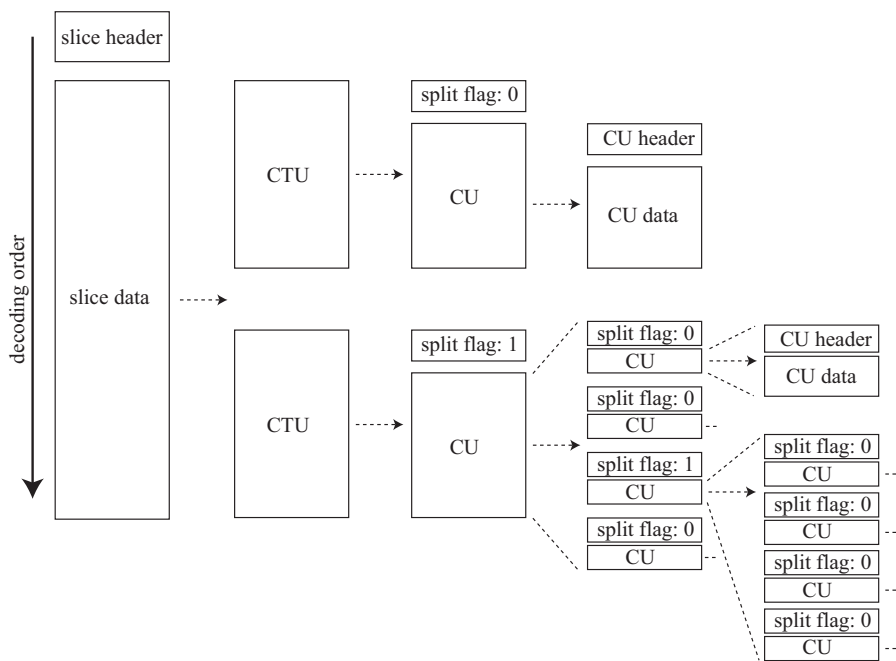 slice header
decoding order
slice data
CTU
split flag: 0
CU
CU header
CU data
CTU
split flag: 1
CU
split flag: 0
CU
split flag: 0
CU
split flag: 1
CU
split flag: 0
CU
CU header
CU data
split flag: 0
CU
split flag: 0
CU
split flag: 0
CU
split flag: 0
CU